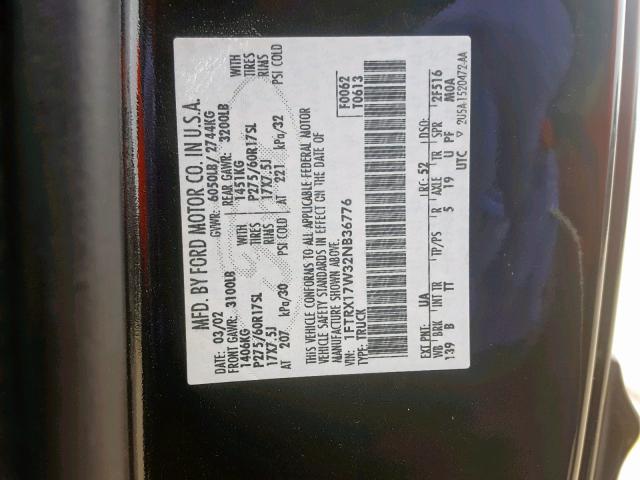 MFD. BY FORD MOTOR CO. IN U.S.A.
DATE: 03/02 GVWR: 6050LB/ 2744KG
FRONT GAWR: 3100LB REAR GAWR: 3200LB
1406KG WITH 1451KG WITH
P275/60R17SL TIRES P275/60R17SL TIRES
17X7.5J RIMS 17X7.5J RIMS
AT 207 kPa/30 PSI COLD AT 221 kPa/32 PSI COLD
THIS VEHICLE CONFORMS TO ALL APPLICABLE FEDERAL MOTOR
VEHICLE SAFETY STANDARDS IN EFFECT ON THE DATE OF
MANUFACTURE SHOWN ABOVE.
VIN: 1FTRX17W32NB36776 F0062
TYPE: TRUCK T0613
EXT PNT: UA RC: 52 DSO:
WB BRK INT TR TP/PS R AXLE TR SPR 2F516
139 B TT 5 19 U PF M0A
UTC 2U5A-1520472-AA